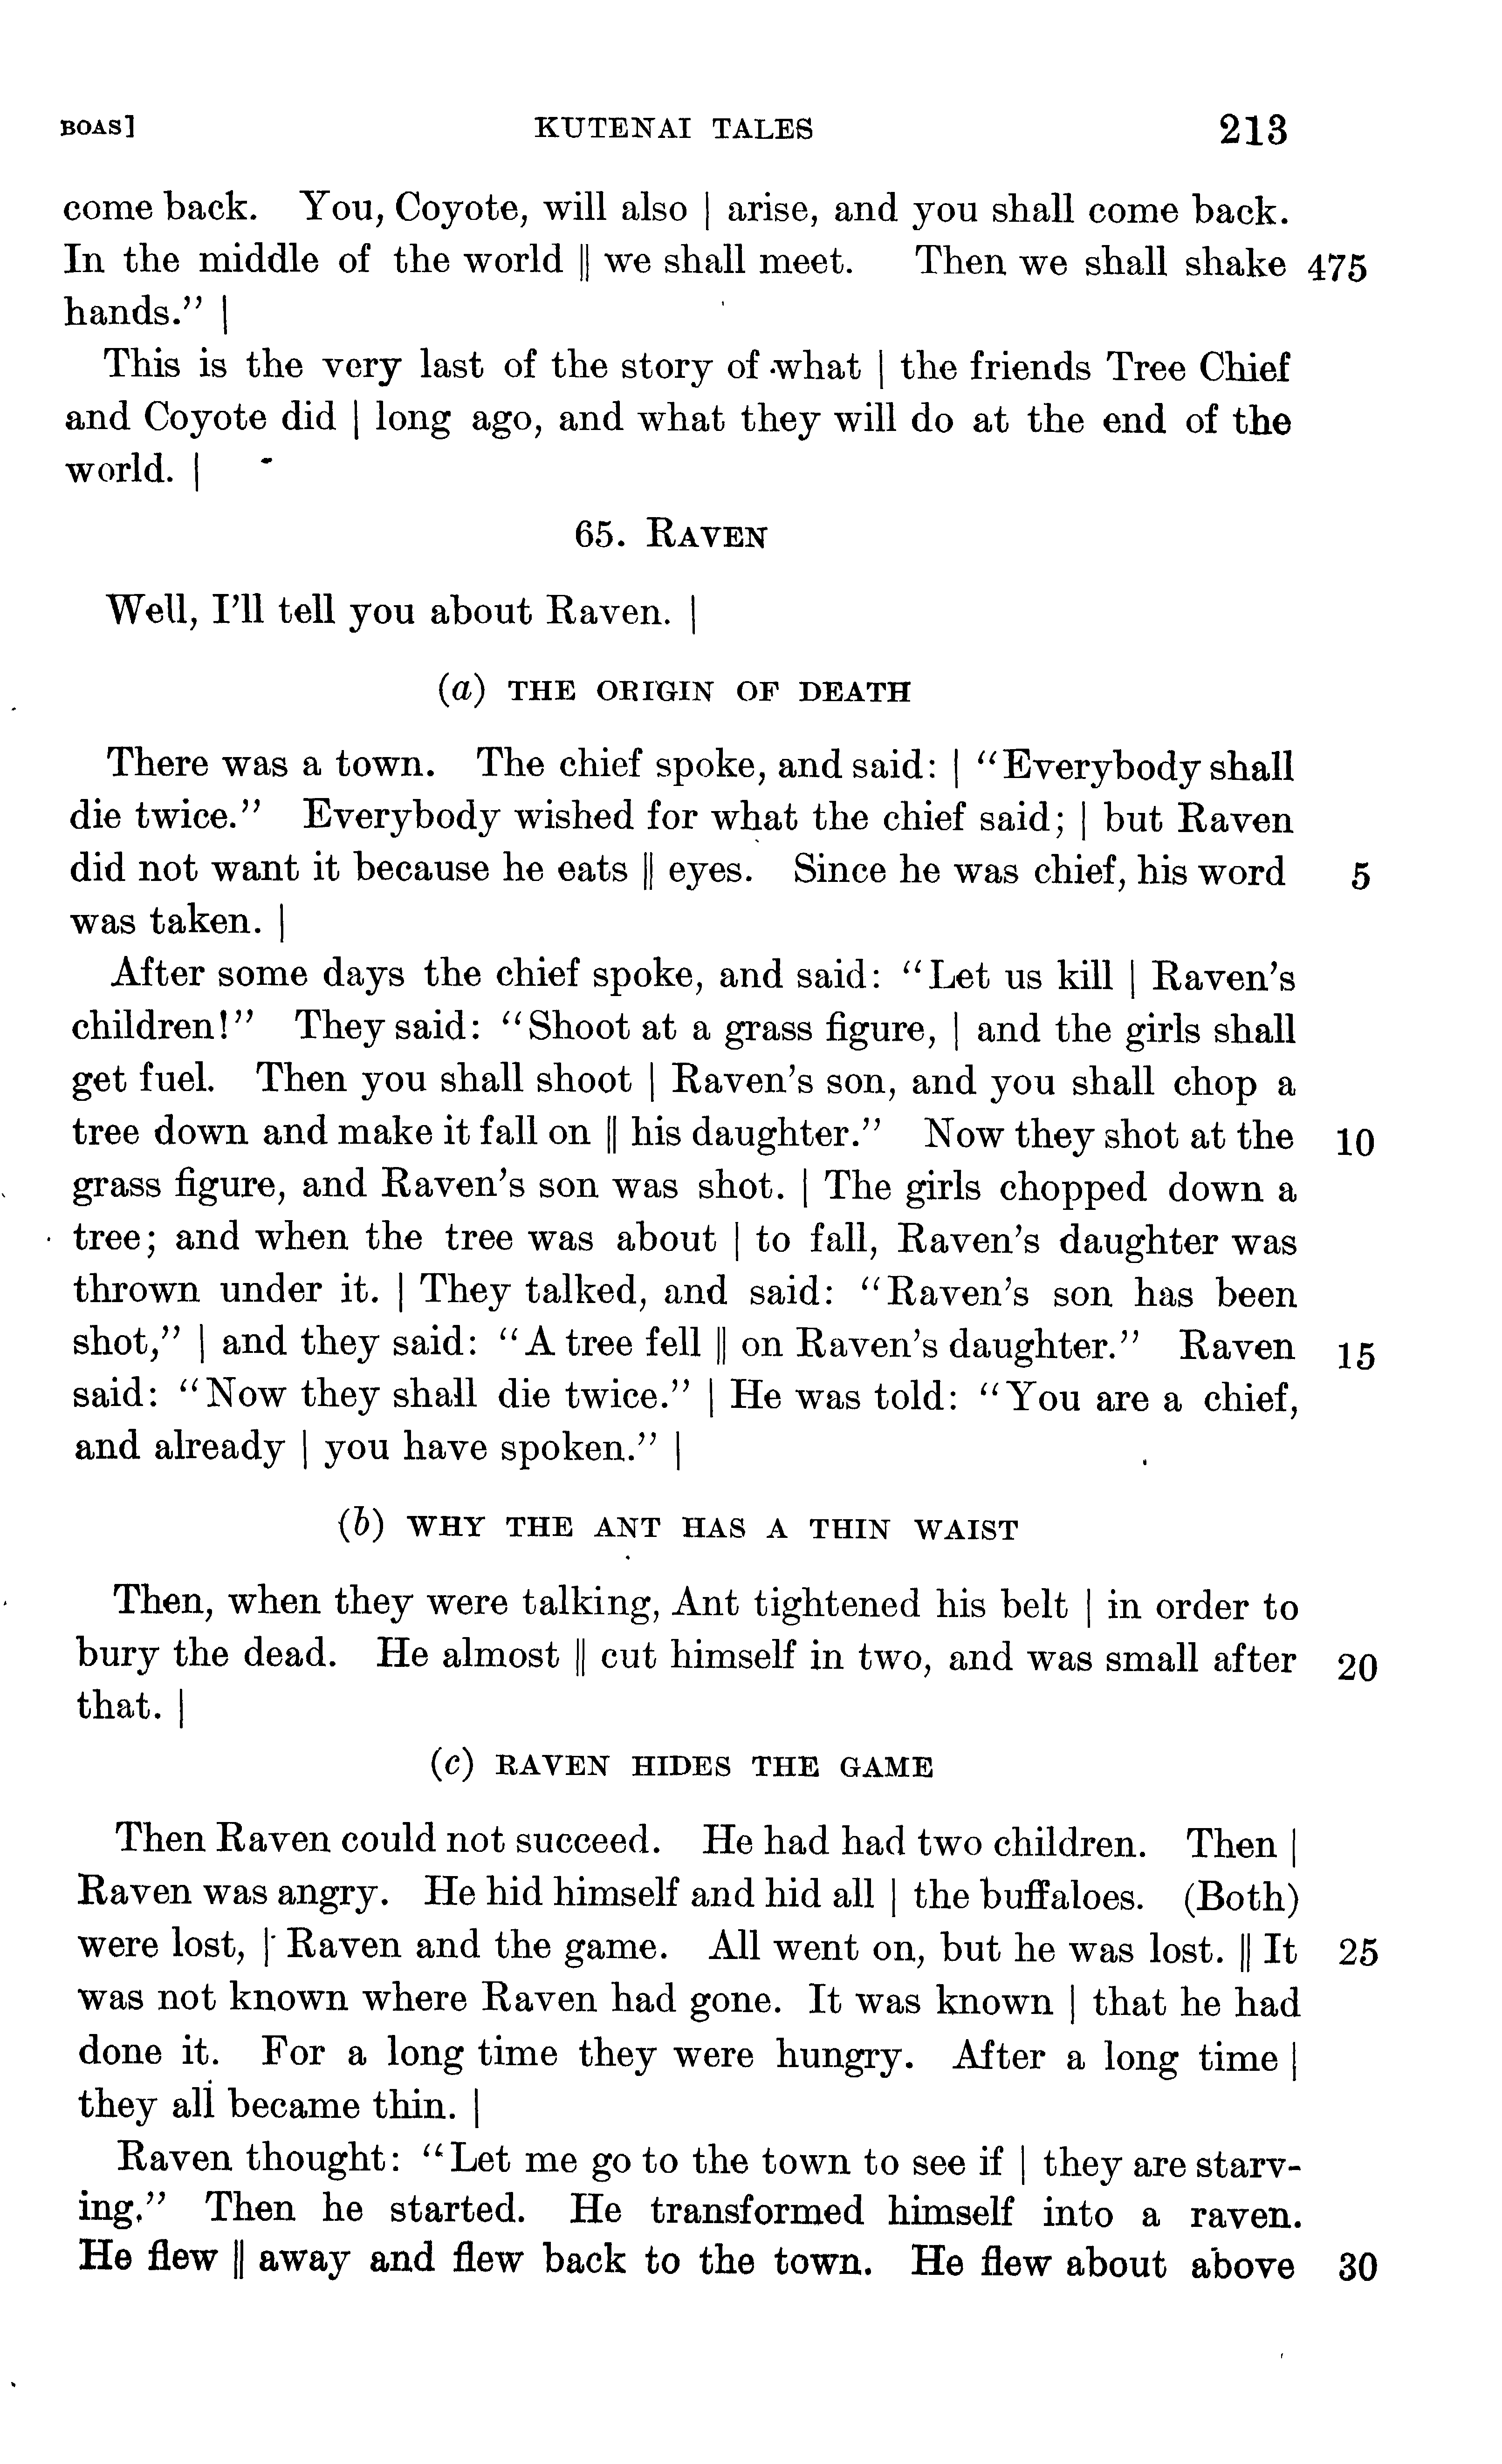 BOAS] KUTENAI TALES 213
come back. You, Coyote, will also | arise, and you shall come back.
In the middle of the world || we shall meet. Then we shall shake 475
hands.” |
This is the very last of the story of what | the friends Tree Chief
and Coyote did | long ago, and what they will do at the end of the
world. |
65. RAVEN
Well, I’ll tell you about Raven. |
(a) THE ORIGIN OF DEATH
There was a town. The chief spoke, and said: | “Everybody shall
die twice.” Everybody wished for what the chief said; | but Raven
did not want it because he eats || eyes. Since he was chief, his word 5
was taken. |
After some days the chief spoke, and said: “Let us kill | Raven’s
children!” They said: “Shoot at a grass figure, | and the girls shall
get fuel. Then you shall shoot | Raven’s son, and you shall chop a
tree down and make it fall on || his daughter.” Now they shot at the 10
grass figure, and Raven’s son was shot. | The girls chopped down a
tree; and when the tree was about | to fall, Raven’s daughter was
thrown under it. | They talked, and said: “Raven’s son has been
shot,” | and they said: “A tree fell || on Raven’s daughter.” Raven 15
said: “Now they shall die twice.” | He was told: “You are a chief,
and already | you have spoken.” |
(b) WHY THE ANT HAS A THIN WAIST
Then, when they were talking, Ant tightened his belt | in order to
bury the dead. He almost || cut himself in two, and was small after 20
that. |
(c) RAVEN HIDES THE GAME
Then Raven could not succeed. He had had two children. Then |
Raven was angry. He hid himself and hid all | the buffaloes. (Both)
were lost, | Raven and the game. All went on, but he was lost. || It 25
was not known where Raven had gone. It was known | that he had
done it. For a long time they were hungry. After a long time |
they all became thin. |
Raven thought: “Let me go to the town to see if | they are starv-
ing.” Then he started. He transformed himself into a raven.
He flew || away and flew back to the town. He flew about above 30